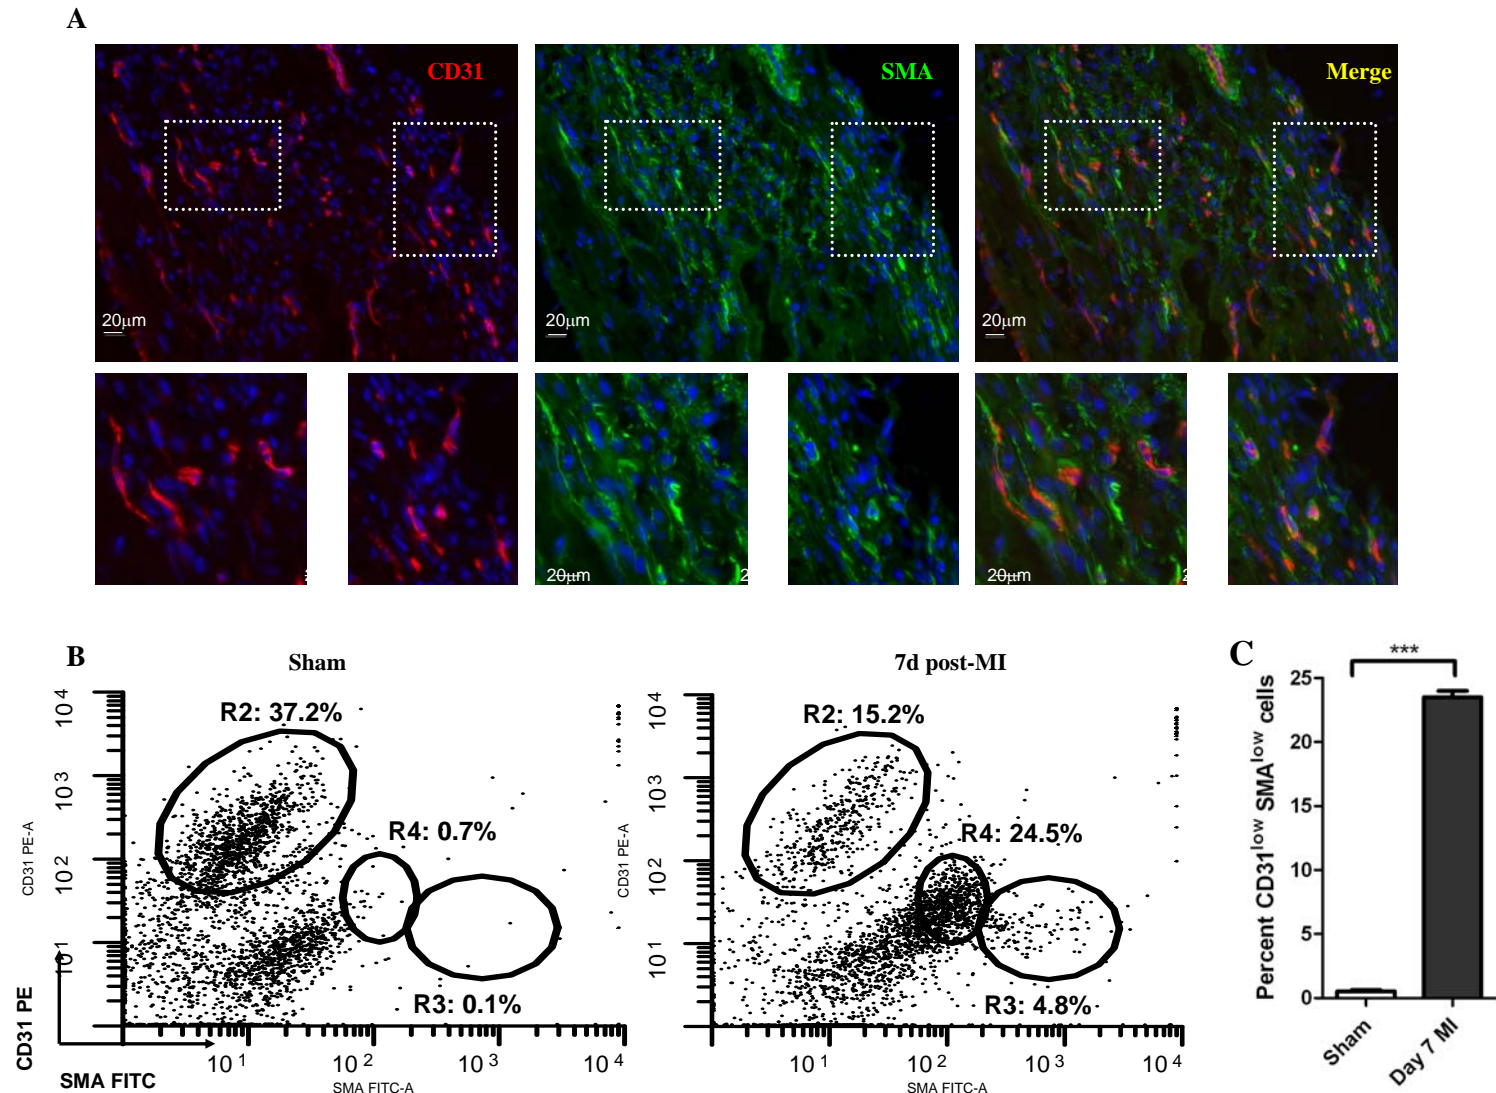 A
CD31
SMA
Merge
20μm
20μm
20μm
20μm
2
20μm
2
B
Sham
7d post-MI
C
R2: 37.2%
R4: 0.7%
R3: 0.1%
10 4
10 3
10 2
10 1
CD31 PE-A
10 1
10 2
10 3
10 4
SMA FITC-A
CD31 PE
SMA FITC
R2: 15.2%
R4: 24.5%
R3: 4.8%
10 4
10 3
10 2
10 1
CD31 PE-A
10 1
10 2
10 3
10 4
SMA FITC-A
***
Percent CD31low SMAlow cells
25
20
15
10
5
0
Sham
Day 7 MI